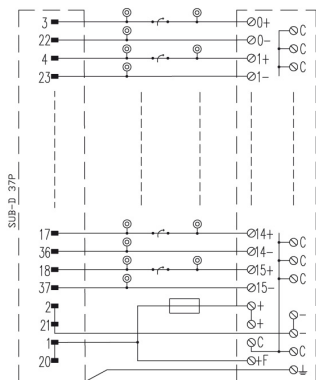 3 0+
C
22 0-
C
4 1+
C
23 1-
SUB-D 37P
17 14+
C
36 14-
C
18 15+
C
37 15-
2 +
-
21 +
-
1 C
C
20 +F